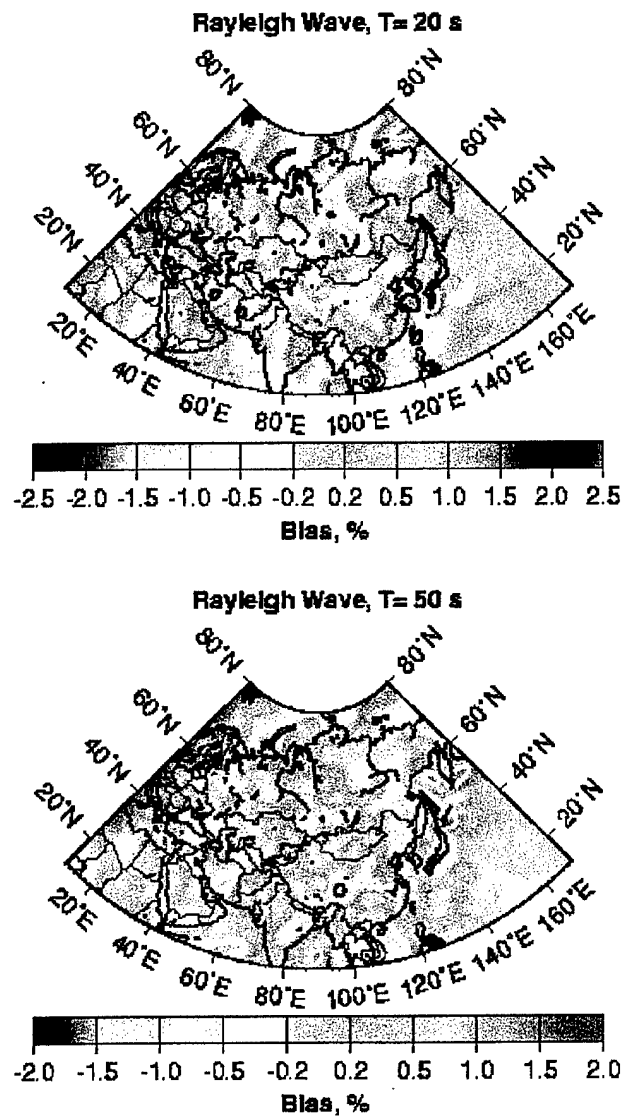 Rayleigh Wave, T= 20 s
80°N 80°N
60°N 60°N
40°N 40°N
20°N 20°N
20°E 40°E 60°E 80°E 100°E 120°E 140°E 160°E
-2.5 -2.0 -1.5 -1.0 -0.5 -0.2 0.2 0.5 1.0 1.5 2.0 2.5
Bias, %
Rayleigh Wave, T= 50 s
80°N 80°N
60°N 60°N
40°N 40°N
20°N 20°N
20°E 40°E 60°E 80°E 100°E 120°E 140°E 160°E
-2.0 -1.5 -1.0 -0.5 -0.2 0.2 0.5 1.0 1.5 2.0
Bias, %